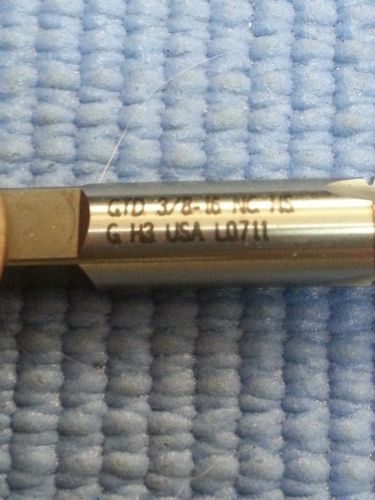 GTD 3/8-16 NC HS
G H3 USA L0711